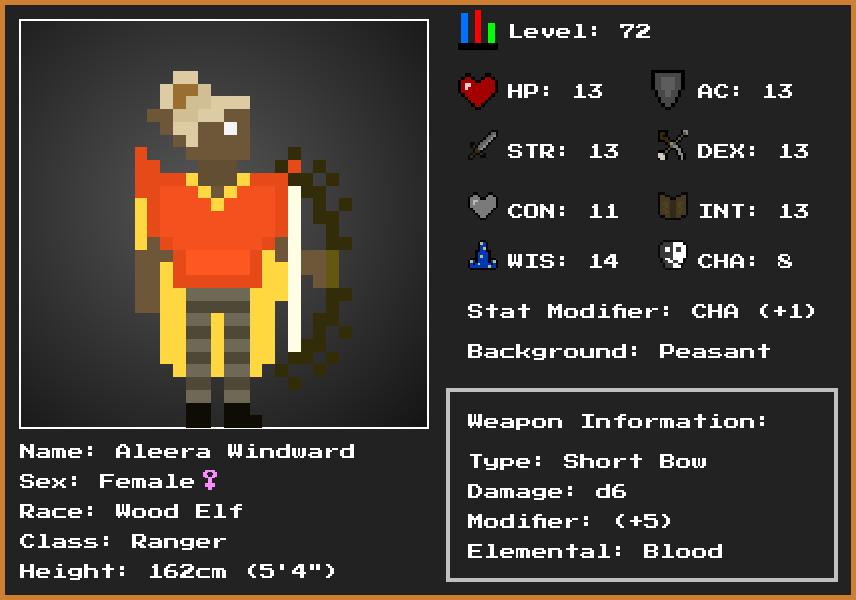 Level: 72
HP: 13
AC: 13
STR: 13
DEX: 13
CON: 11
INT: 13
WIS: 14
CHA: 8
Stat Modifier: CHA (+1)
Background: Peasant
Name: Aleera Windward
Sex: Female♀
Race: Wood Elf
Class: Ranger
Height: 162cm (5'4")
Weapon Information:
Type: Short Bow
Damage: d6
Modifier: (+5)
Elemental: Blood